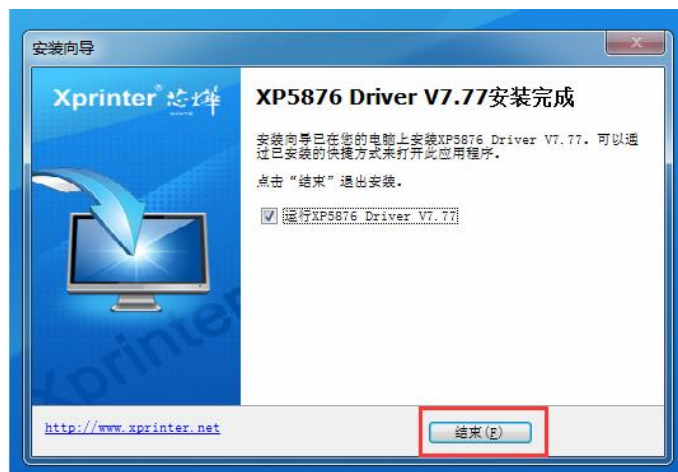 安装向导
Xprinter® 芯烨
XP5876 Driver V7.77安装完成
安装向导已在您的电脑上安装XP5876 Driver V7.77。可以通
过已安装的快捷方式来打开此应用程序。
点击“结束”退出安装。
运行XP5876 Driver V7.77
Xprinter
http://www.xprinter.net
结束(F)